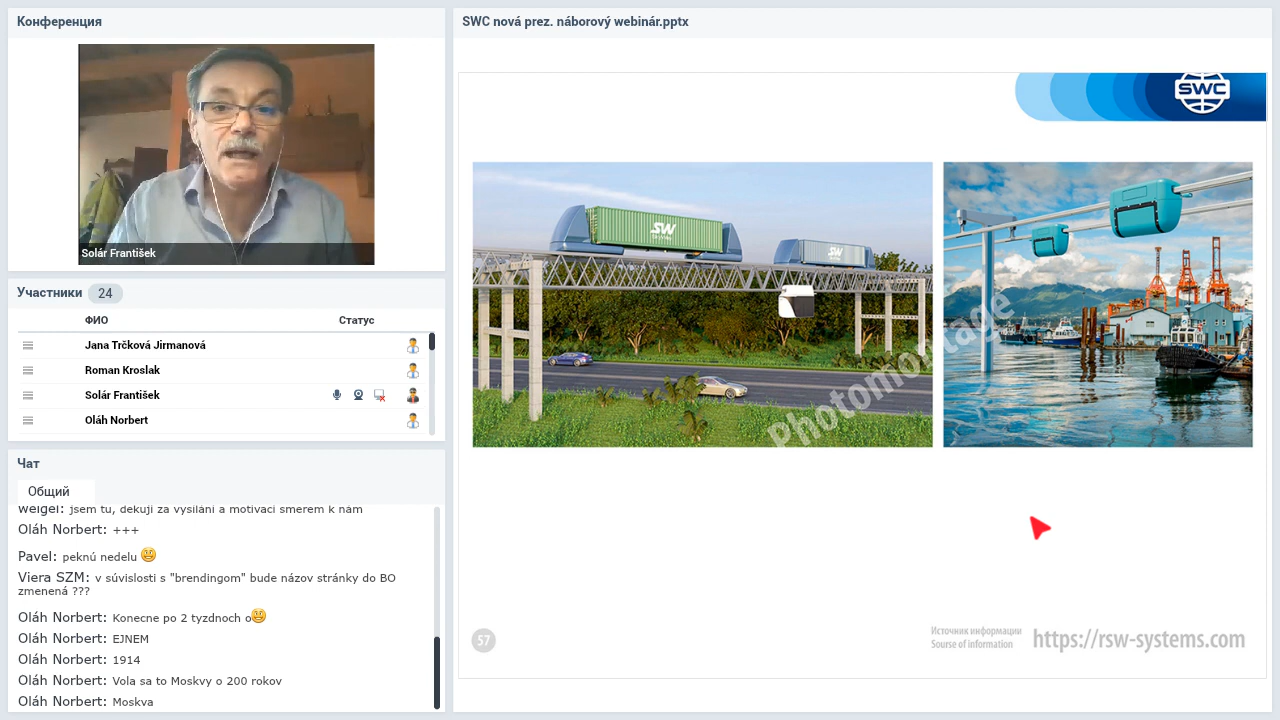 Конференция
Solár František
Участники 24
ФИО Статус
Jana Trčková Jirmanová
Roman Kroslak
Solár František
Oláh Norbert
Чат
Общий
weigel: jsem tu, dekuji za vysílání a motivaci smerem k nám
Oláh Norbert: +++
Pavel: peknú nedelu
Viera SZM: v súvislosti s "brendingom" bude názov stránky do BO
zmenená ???
Oláh Norbert: Konecne po 2 tyzdnoch o
Oláh Norbert: EJNEM
Oláh Norbert: 1914
Oláh Norbert: Vola sa to Moskvy o 200 rokov
Oláh Norbert: Moskva
SWC nová prez. náborový webinár.pptx
SWC
SW
SW
Photomontage
57
Источник информации
Sourse of information
https://rsw-systems.com